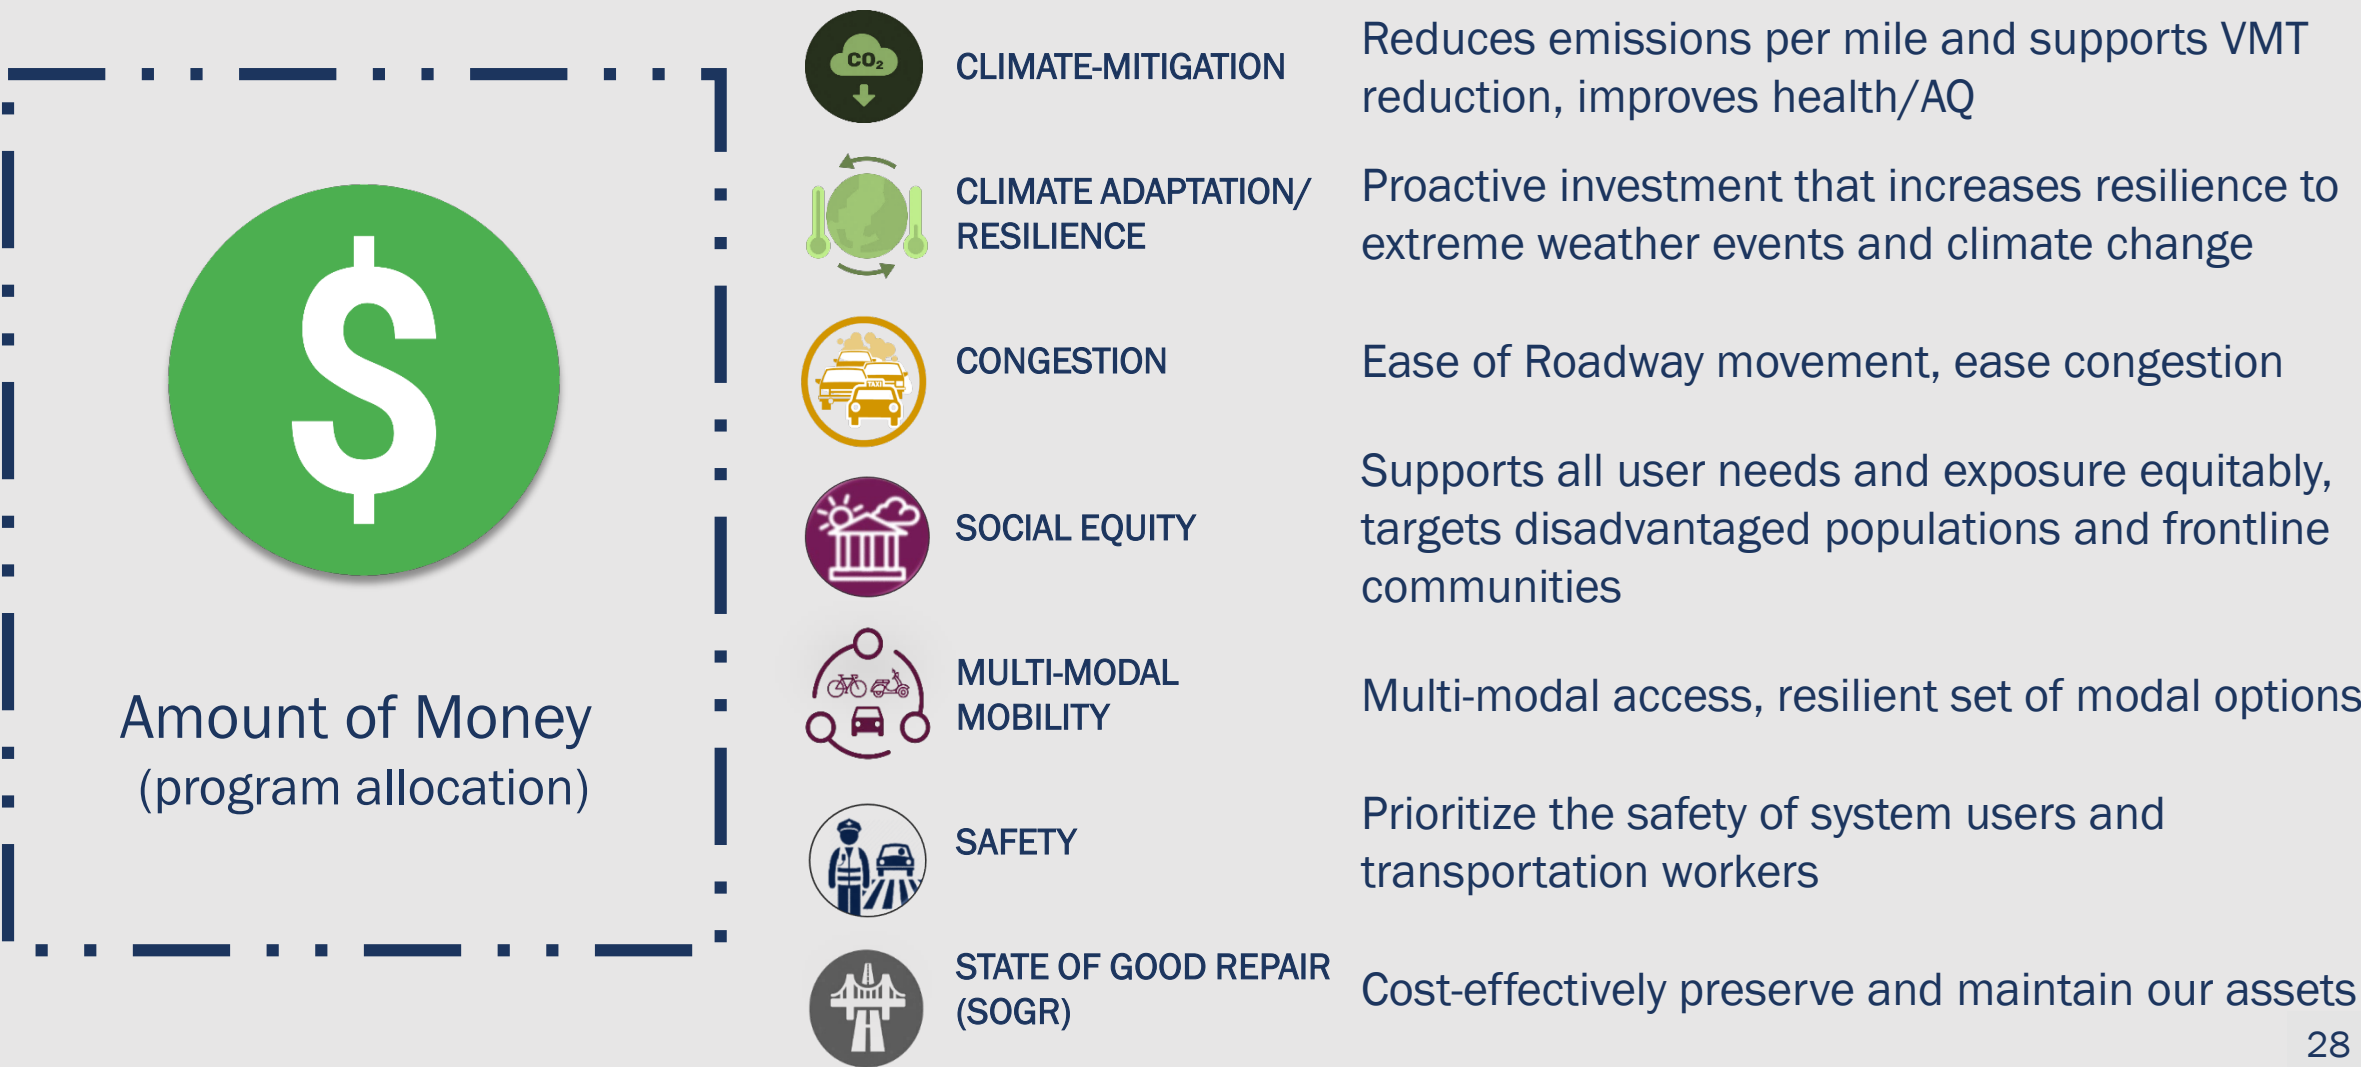 Amount of Money
(program allocation)
CO₂
CLIMATE-MITIGATION
Reduces emissions per mile and supports VMT
reduction, improves health/AQ
CLIMATE ADAPTATION/
RESILIENCE
Proactive investment that increases resilience to
extreme weather events and climate change
TAXI
CONGESTION
Ease of Roadway movement, ease congestion
SOCIAL EQUITY
Supports all user needs and exposure equitably,
targets disadvantaged populations and frontline
communities
MULTI-MODAL
MOBILITY
Multi-modal access, resilient set of modal options
SAFETY
Prioritize the safety of system users and
transportation workers
STATE OF GOOD REPAIR
(SOGR)
Cost-effectively preserve and maintain our assets
28